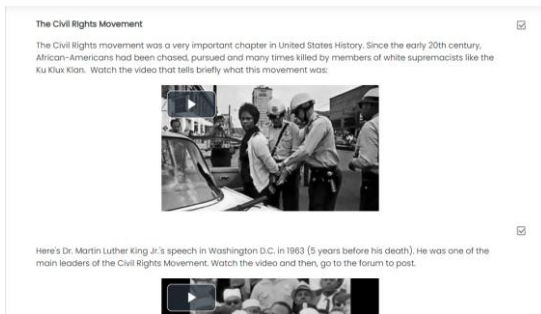 The Civil Rights Movement
The Civil Rights movement was a very important chapter in United States History. Since the early 20th century,
African-Americans had been chased, pursued and many times killed by members of white supremacists like the
Ku Klux Klan. Watch the video that tells briefly what this movement was:
Here's Dr. Martin Luther King Jr.'s speech in Washington D.C. in 1963 (5 years before his death). He was one of the
main leaders of the Civil Rights Movement. Watch the video and then, go to the forum to post.